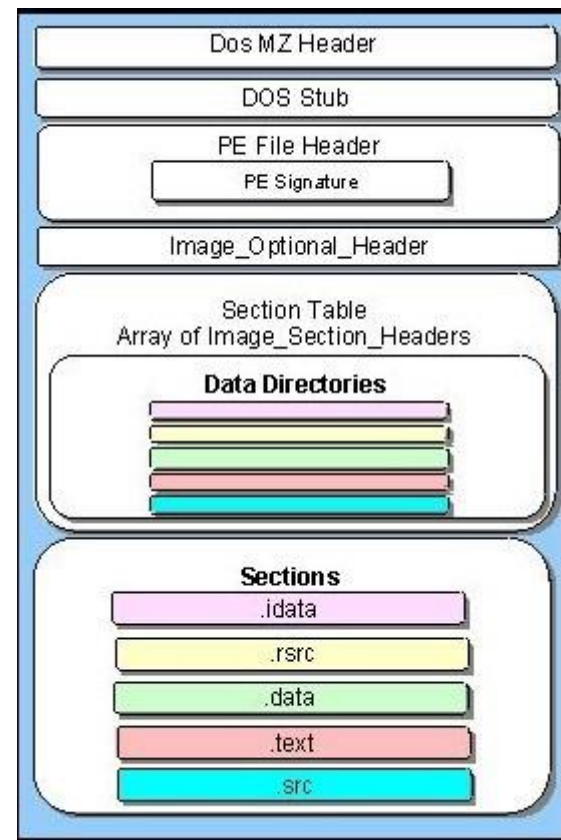 Dos MZ Header
DOS Stub
PE File Header
PE Signature
Image_Optional_Header
Section Table
Array of Image_Section_Headers
Data Directories
Sections
.idata
.rsrc
.data
.text
.src